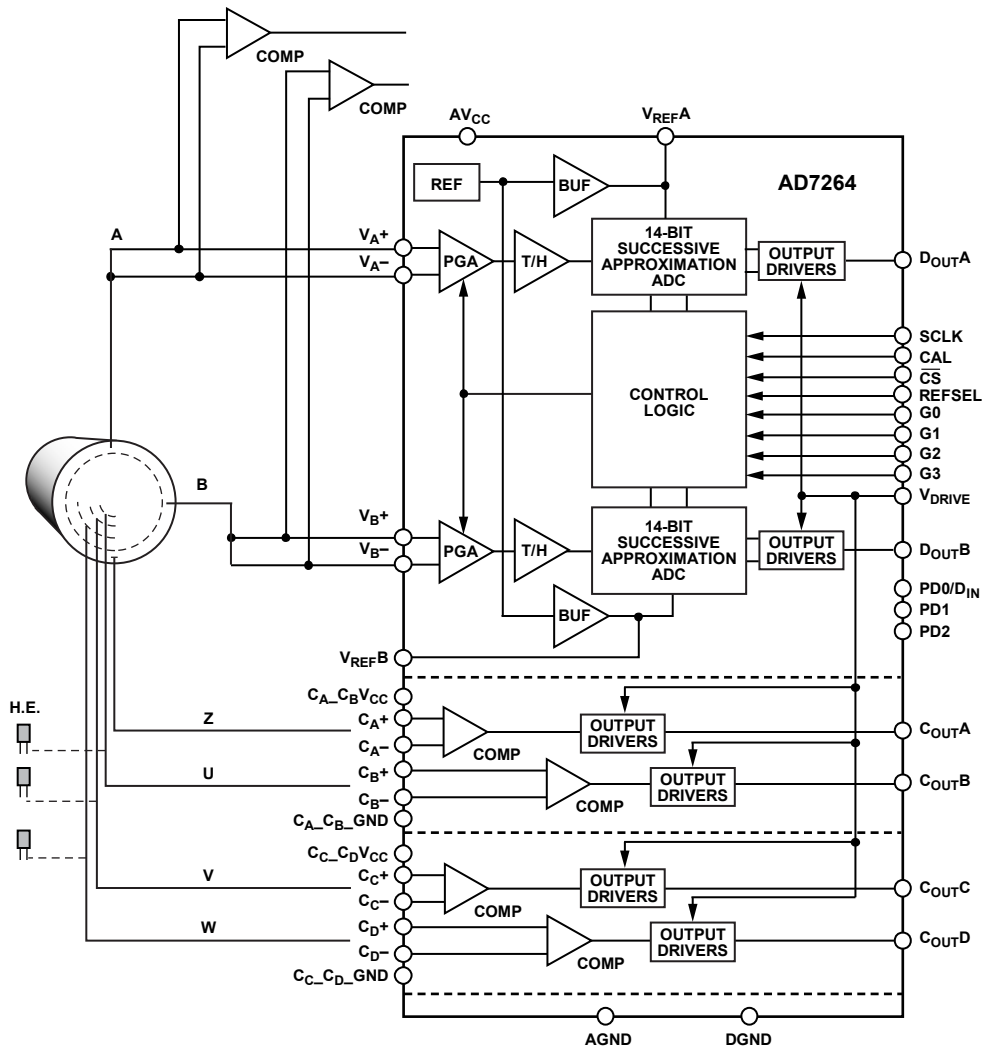 COMP
COMP
AVCC
VREFA
REF
BUF
AD7264
A
VA+
VA−
PGA
T/H
14-BIT
SUCCESSIVE
APPROXIMATION
ADC
OUTPUT
DRIVERS
DOUTA
CONTROL
LOGIC
SCLK
CAL
CS
REFSEL
G0
G1
G2
G3
VDRIVE
B
VB+
VB−
PGA
T/H
14-BIT
SUCCESSIVE
APPROXIMATION
ADC
OUTPUT
DRIVERS
DOUTB
BUF
PD0/DIN
PD1
PD2
VREFB
H.E.
Z
CA_CBVCC
CA+
CA−
COMP
OUTPUT
DRIVERS
COUTA
U
CB+
CB−
COMP
OUTPUT
DRIVERS
COUTB
CA_CB_GND
CC_CDVCC
V
CC+
CC−
COMP
OUTPUT
DRIVERS
COUTC
W
CD+
CD−
COMP
OUTPUT
DRIVERS
COUTD
CC_CD_GND
AGND
DGND